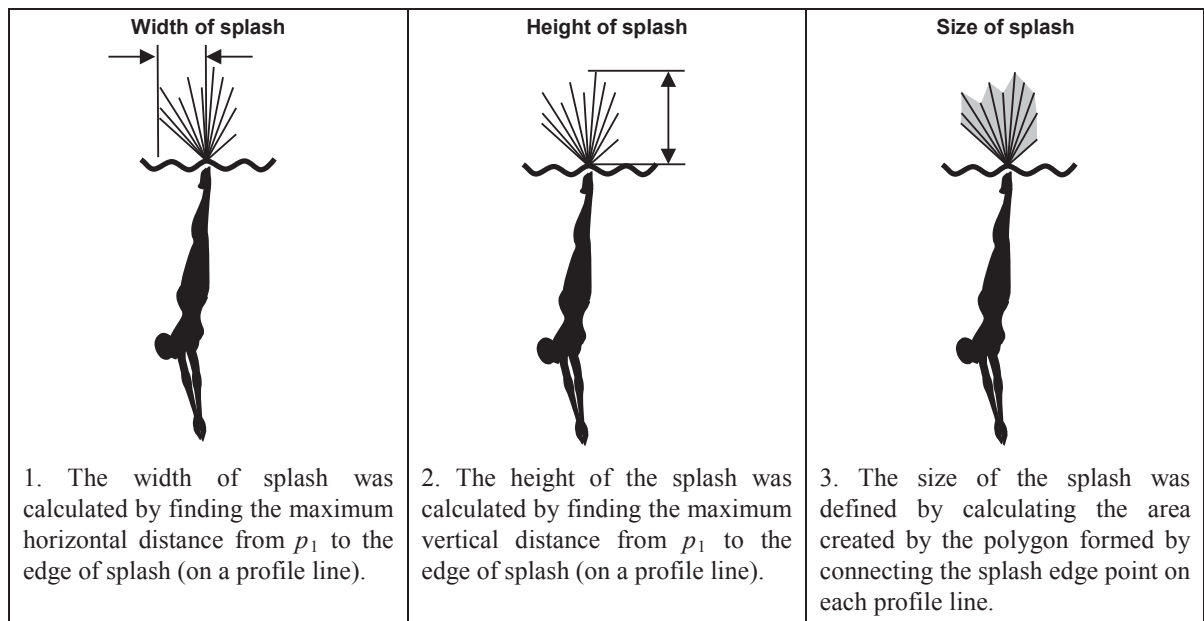 Width of splash
1. The width of splash was
calculated by finding the maximum
horizontal distance from p1 to the
edge of splash (on a profile line).
Height of splash
2. The height of the splash was
calculated by finding the maximum
vertical distance from p1 to the
edge of splash (on a profile line).
Size of splash
3. The size of the splash was
defined by calculating the area
created by the polygon formed by
connecting the splash edge point on
each profile line.